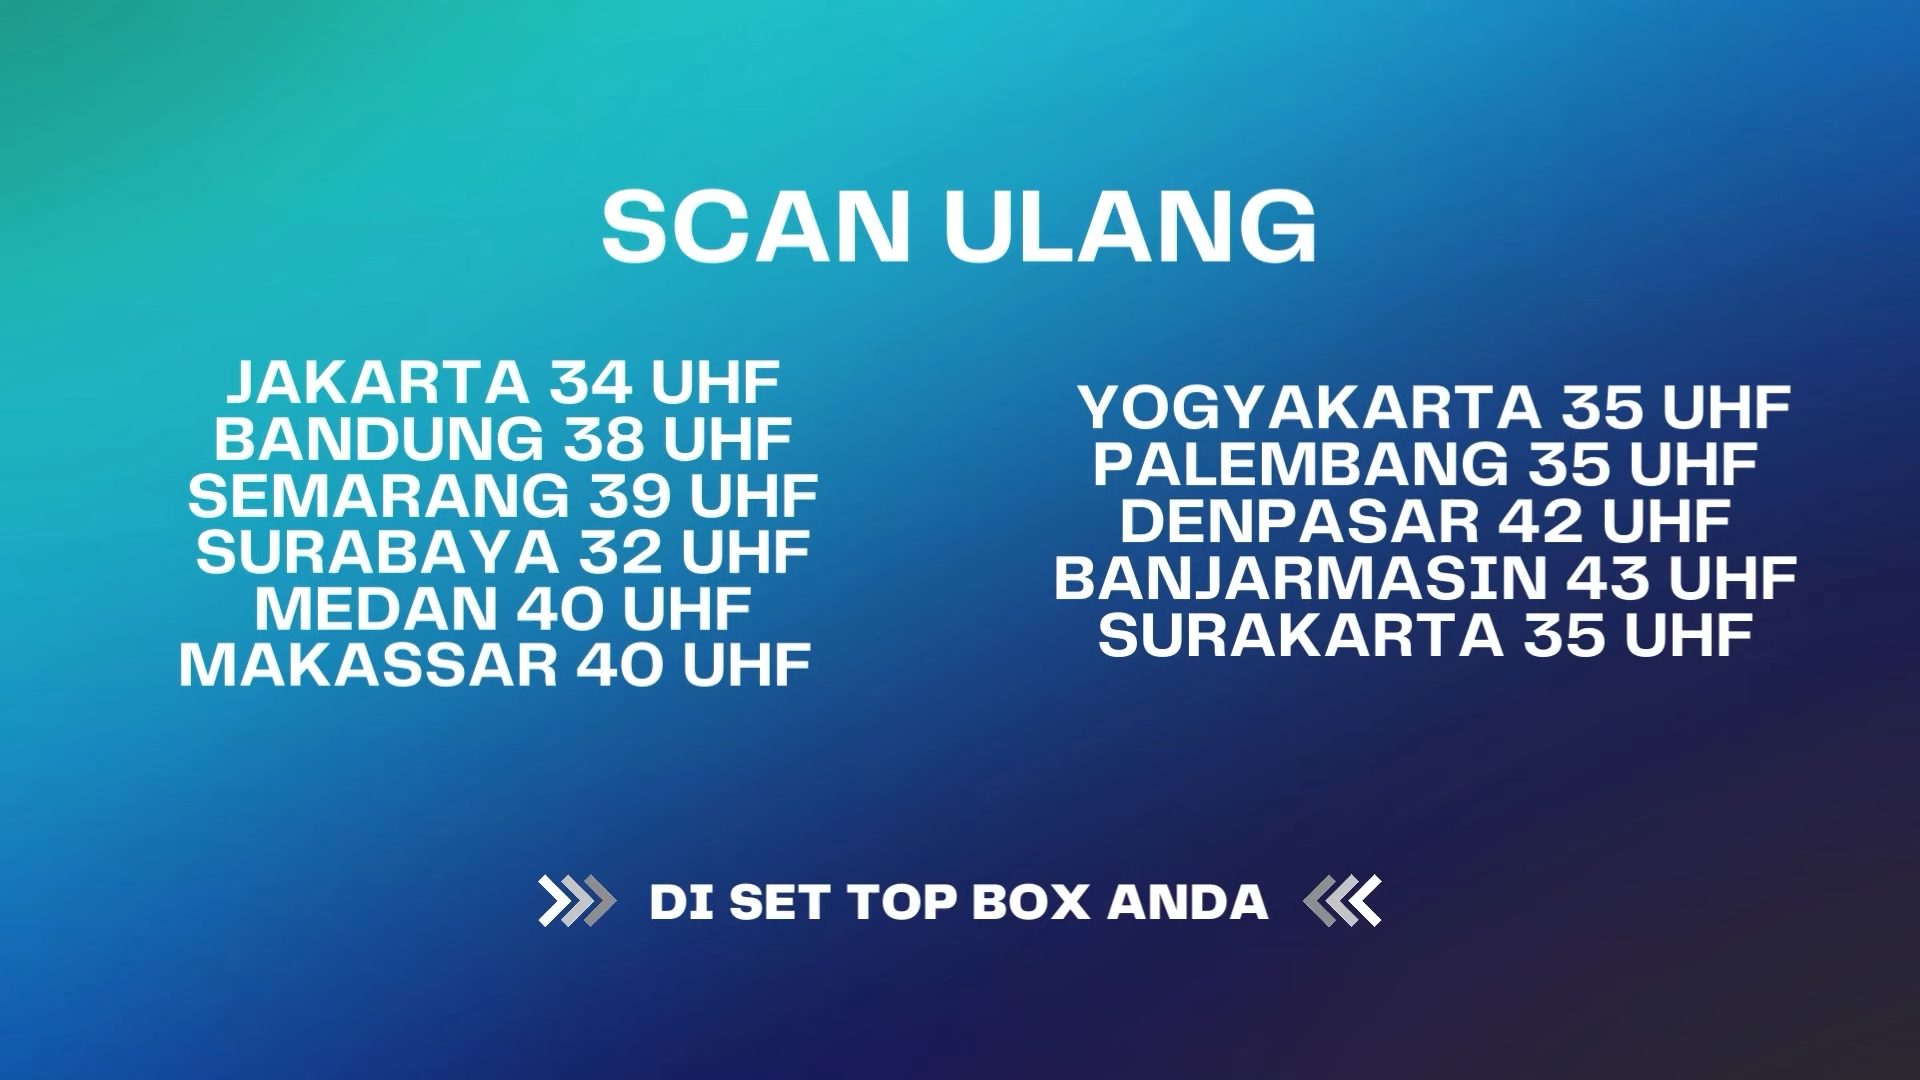 SCAN ULANG
JAKARTA 34 UHF
BANDUNG 38 UHF
SEMARANG 39 UHF
SURABAYA 32 UHF
MEDAN 40 UHF
MAKASSAR 40 UHF
YOGYAKARTA 35 UHF
PALEMBANG 35 UHF
DENPASAR 42 UHF
BANJARMASIN 43 UHF
SURAKARTA 35 UHF
DI SET TOP BOX ANDA